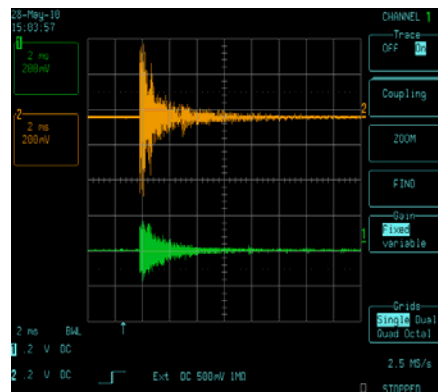 28-May-10
15:03:57
1
2 ms
200mV
2
2 ms
200mV
2
1
CHANNEL 1
Trace
OFF On
Coupling
ZOOM
FIND
Gain
Fixed
variable
Grids
Single Dual
Quad Octal
2 ms BWL
1 .2 V DC
2 .2 V DC
Ext DC 500mV 1MΩ
2.5 MS/s
STOPPED